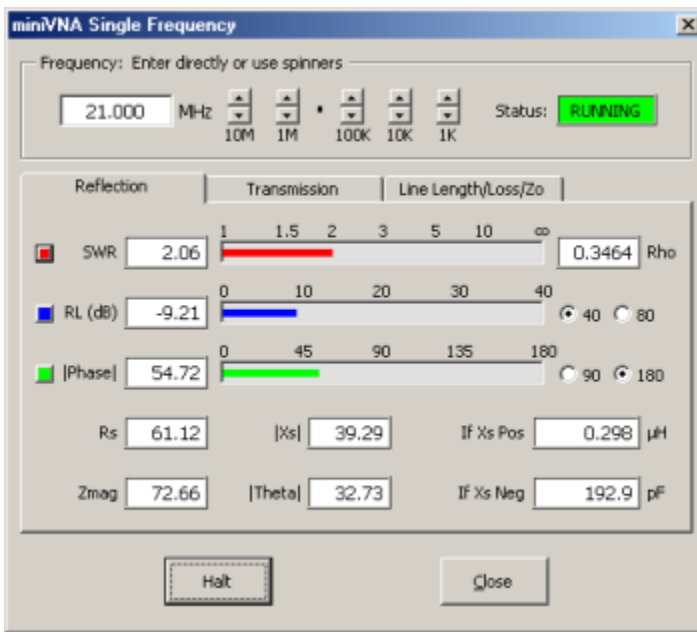 miniVNA Single Frequency
Frequency: Enter directly or use spinners
21.000 MHz 10M 1M • 100K 10K 1K Status: RUNNING
Reflection Transmission Line Length/Loss/Zo
1 1.5 2 3 5 10 ∞
SWR 2.06 0.3464 Rho
0 10 20 30 40
RL (dB) -9.21 40 80
0 45 90 135 180
|Phase| 54.72 90 180
Rs 61.12 |Xs| 39.29 If Xs Pos 0.298 µH
Zmag 72.66 |Theta| 32.73 If Xs Neg 192.9 pF
Halt Close